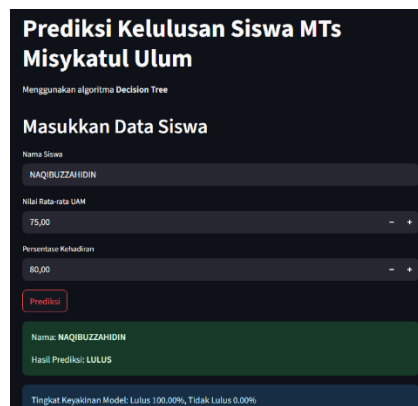 Prediksi Kelulusan Siswa MTs
Misykatul Ulum
Menggunakan algoritma Decision Tree
Masukkan Data Siswa
Nama Siswa
NAQIBUZZAHIDIN
Nilai Rata-rata UAM
75,00 − +
Persentase Kehadiran
80,00 − +
Prediksi
Nama: NAQIBUZZAHIDIN
Hasil Prediksi: LULUS
Tingkat Keyakinan Model: Lulus 100.00%, Tidak Lulus 0.00%